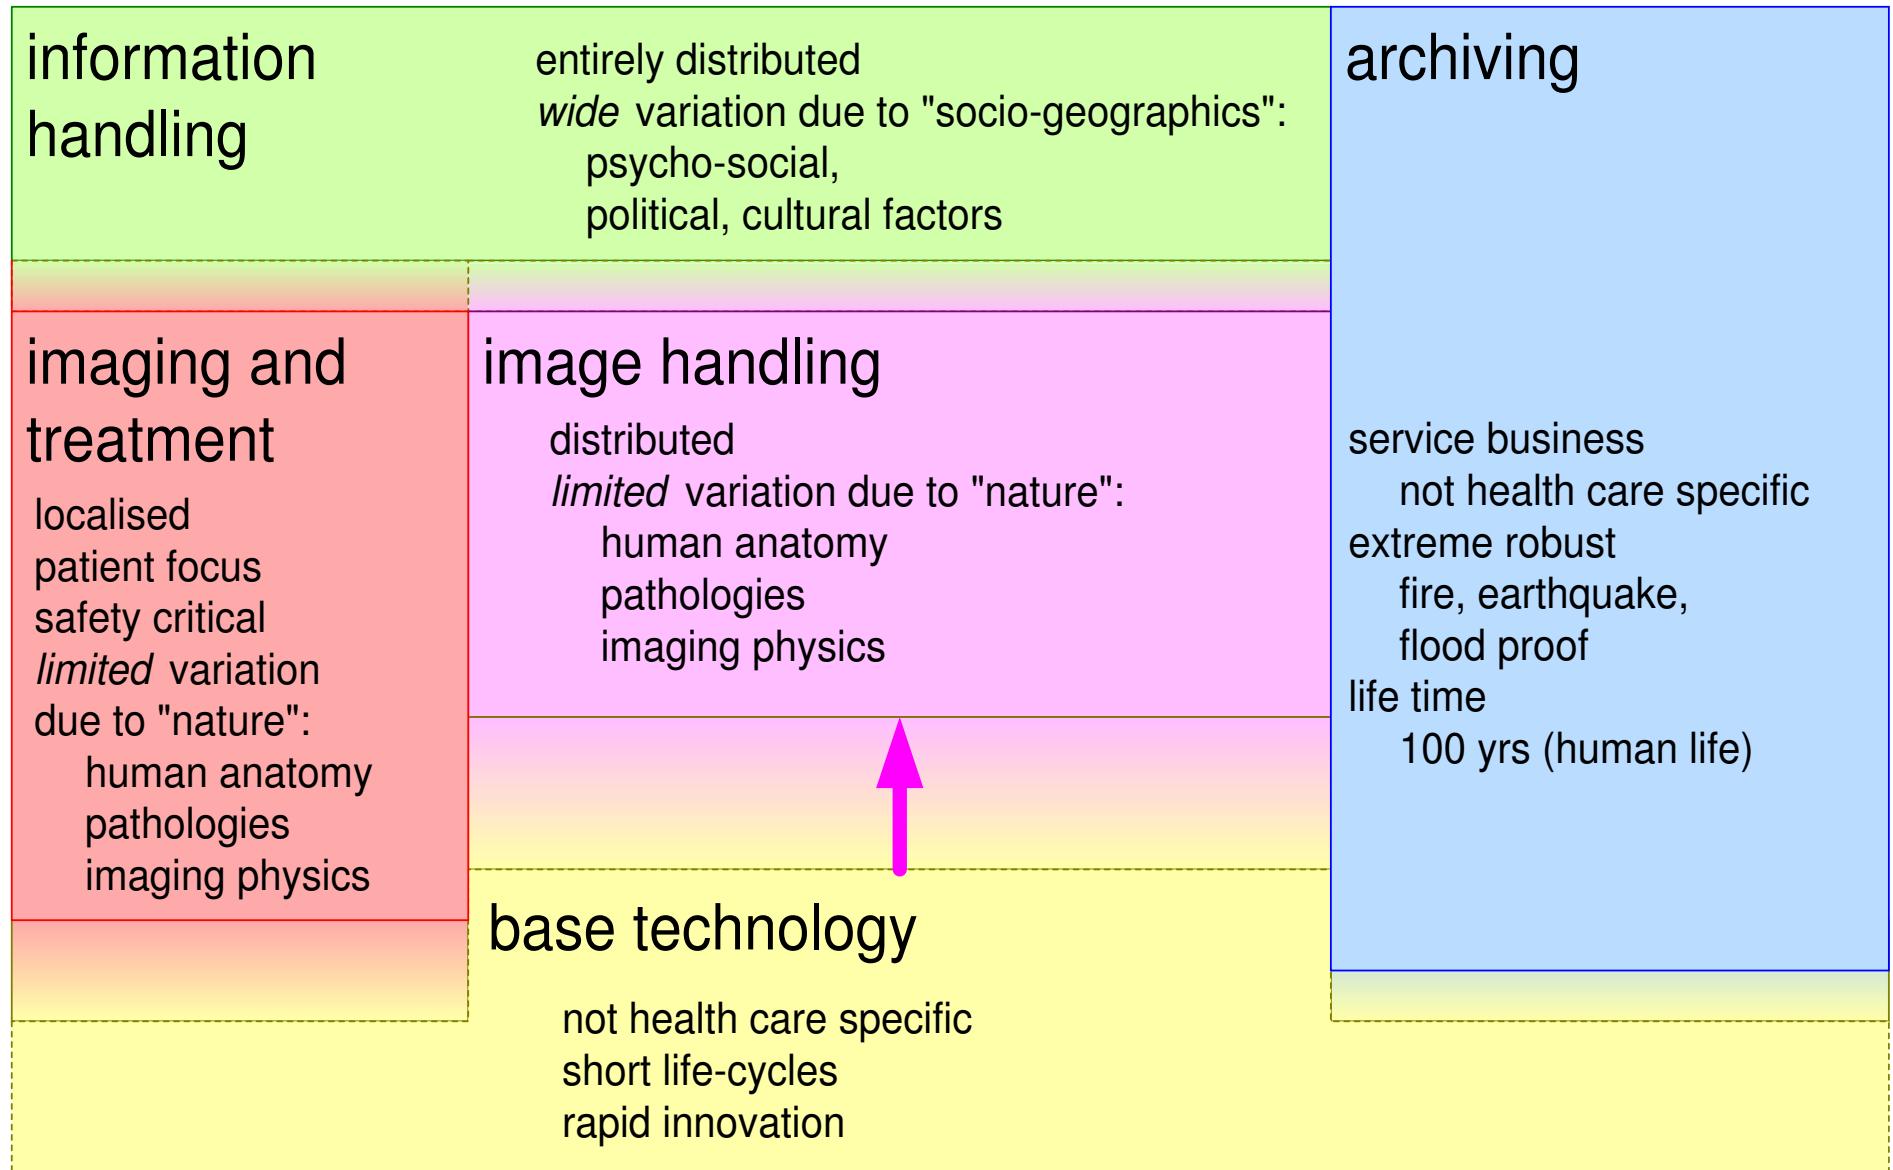 information
handling
entirely distributed
wide variation due to "socio-geographics":
psycho-social,
political, cultural factors
archiving
service business
not health care specific
extreme robust
fire, earthquake,
flood proof
life time
100 yrs (human life)
imaging and
treatment
localised
patient focus
safety critical
limited variation
due to "nature":
human anatomy
pathologies
imaging physics
image handling
distributed
limited variation due to "nature":
human anatomy
pathologies
imaging physics
base technology
not health care specific
short life-cycles
rapid innovation